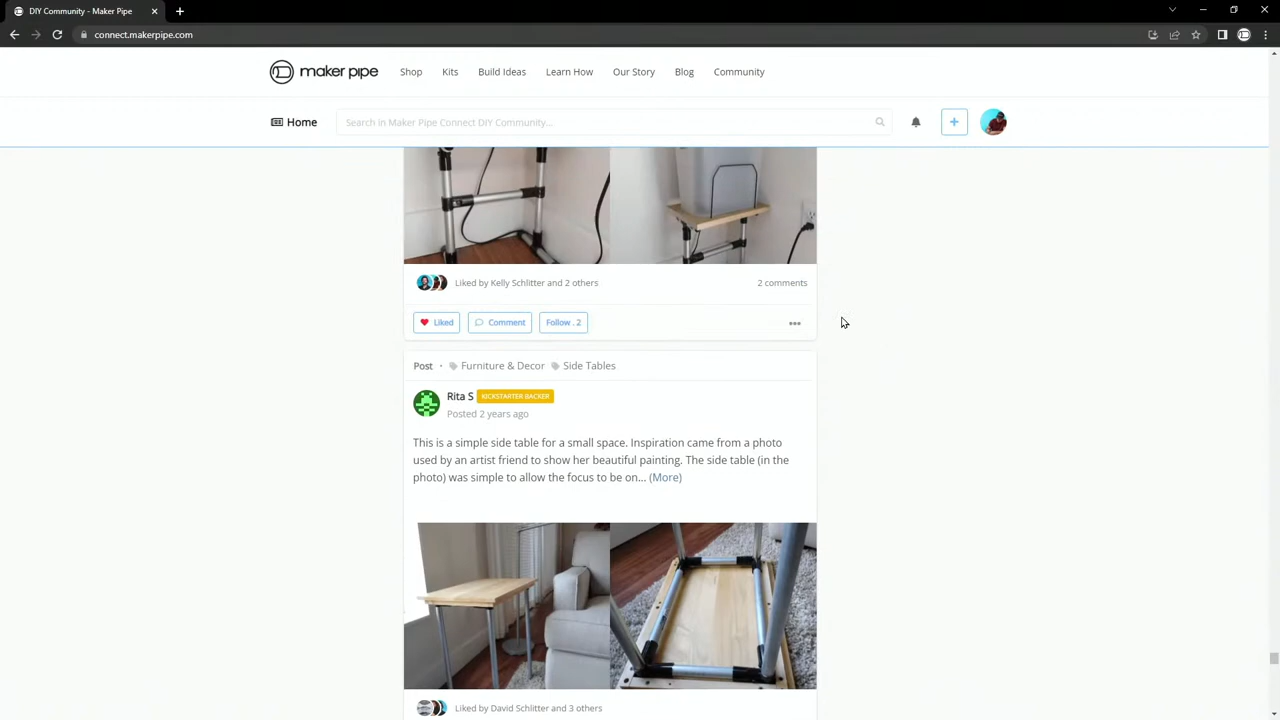 DIY Community - Maker Pipe
connect.makerpipe.com
maker pipe Shop Kits Build Ideas Learn How Our Story Blog Community
Home Search in Maker Pipe Connect DIY Community...
Liked by Kelly Schlitter and 2 others 2 comments
Liked Comment Follow . 2
Post • Furniture & Decor Side Tables
Rita S KICKSTARTER BACKER
Posted 2 years ago
This is a simple side table for a small space. Inspiration came from a photo
used by an artist friend to show her beautiful painting. The side table (in the
photo) was simple to allow the focus to be on... (More)
Liked by David Schlitter and 3 others